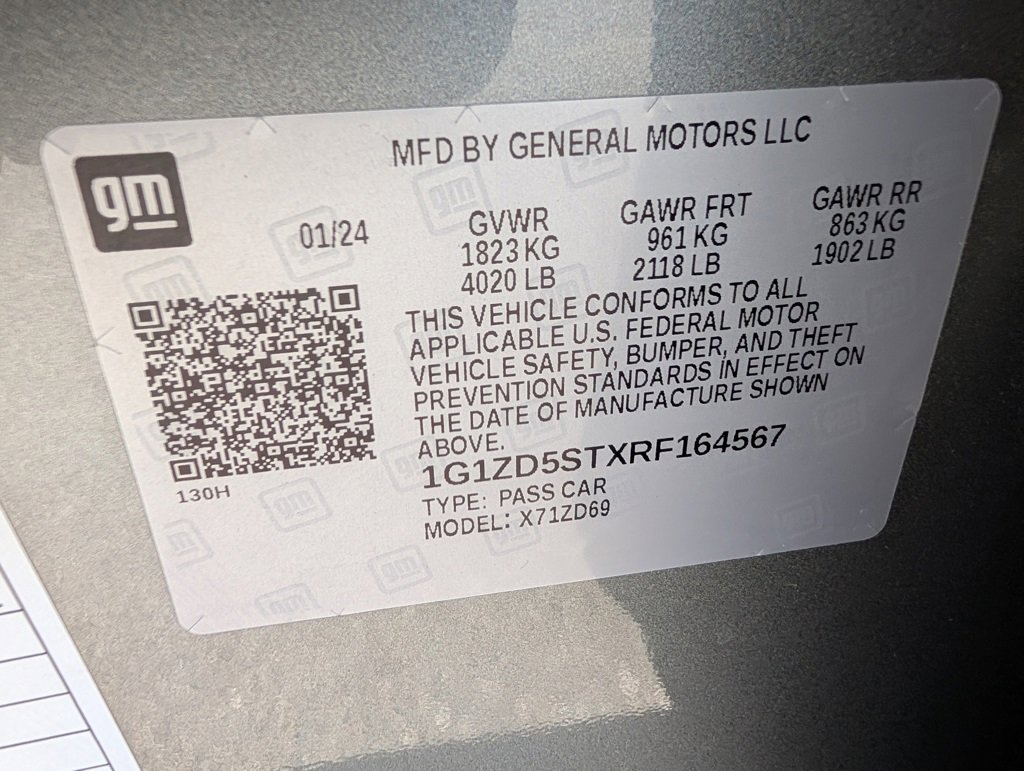 gm
MFD BY GENERAL MOTORS LLC
01/24
GVWR
1823 KG
4020 LB
GAWR FRT
961 KG
2118 LB
GAWR RR
863 KG
1902 LB
THIS VEHICLE CONFORMS TO ALL
APPLICABLE U.S. FEDERAL MOTOR
VEHICLE SAFETY, BUMPER, AND THEFT
PREVENTION STANDARDS IN EFFECT ON
THE DATE OF MANUFACTURE SHOWN
ABOVE.
1G1ZD5STXRF164567
TYPE: PASS CAR
MODEL: X71ZD69
130H